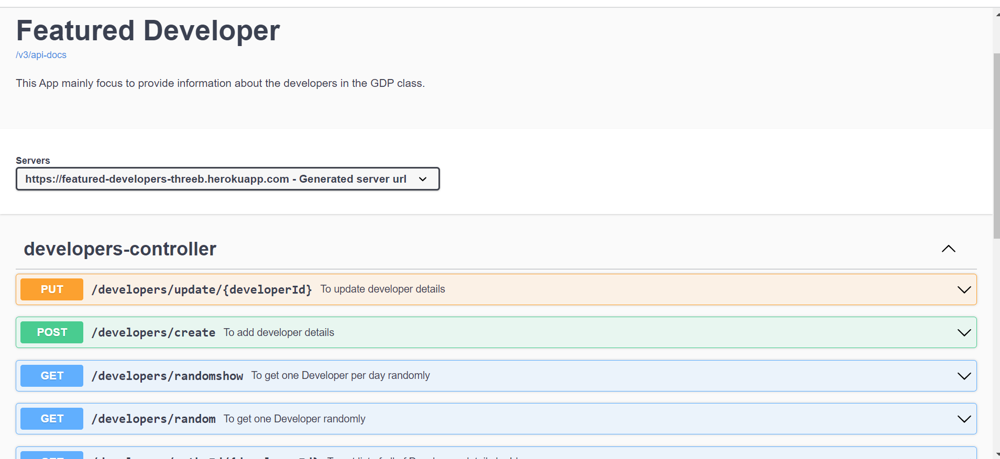 Featured Developer
/v3/api-docs
This App mainly focus to provide information about the developers in the GDP class.
Servers
https://featured-developers-threeb.herokuapp.com - Generated server url
developers-controller
PUT /developers/update/{developerId} To update developer details
POST /developers/create To add developer details
GET /developers/randomshow To get one Developer per day randomly
GET /developers/random To get one Developer randomly
GET